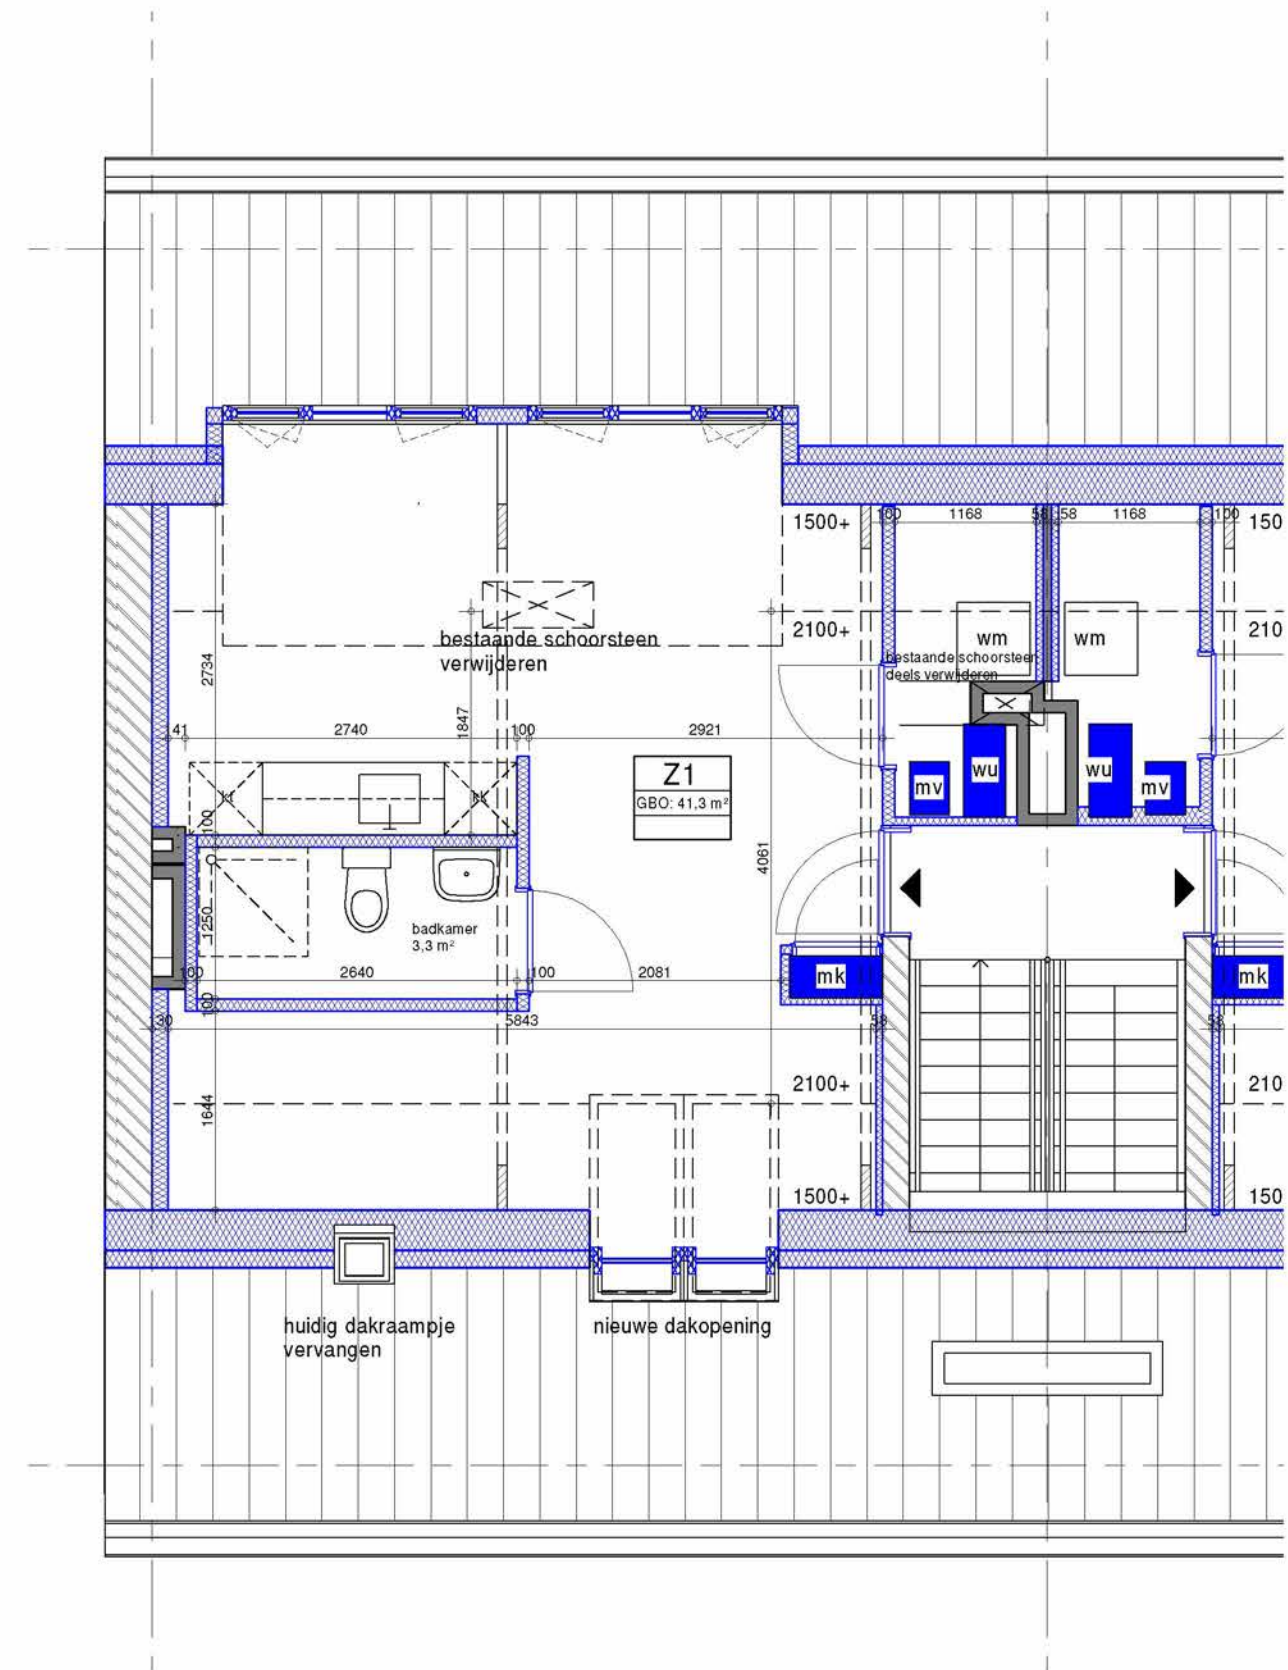 1500+
100
1168
58
58
1168
100
150
2100+
210
wm
wm
bestaande schoorsteen
verwijderen
bestaande schoorsteen
deels verwijderen
2734
1847
41
2740
100
2921
Z1
GBO: 41,3 m²
mv
wu
wu
mv
kk
100
4061
1250
badkamer
3,3 m²
100
2640
100
2081
mk
mk
100
130
5843
58
58
2100+
210
1644
1500+
150
huidig dakraampje
vervangen
nieuwe dakopening